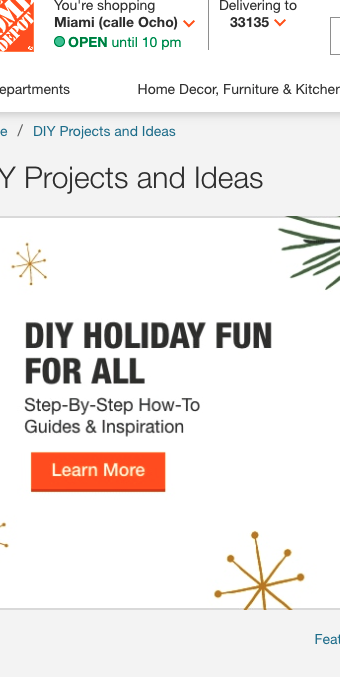 You're shopping
Delivering to
Miami (calle Ocho)
33135
OPEN until 10 pm
epartments
Home Decor, Furniture & Kitchen
e / DIY Projects and Ideas
Y Projects and Ideas
DIY HOLIDAY FUN
FOR ALL
Step-By-Step How-To
Guides & Inspiration
Learn More
Feat